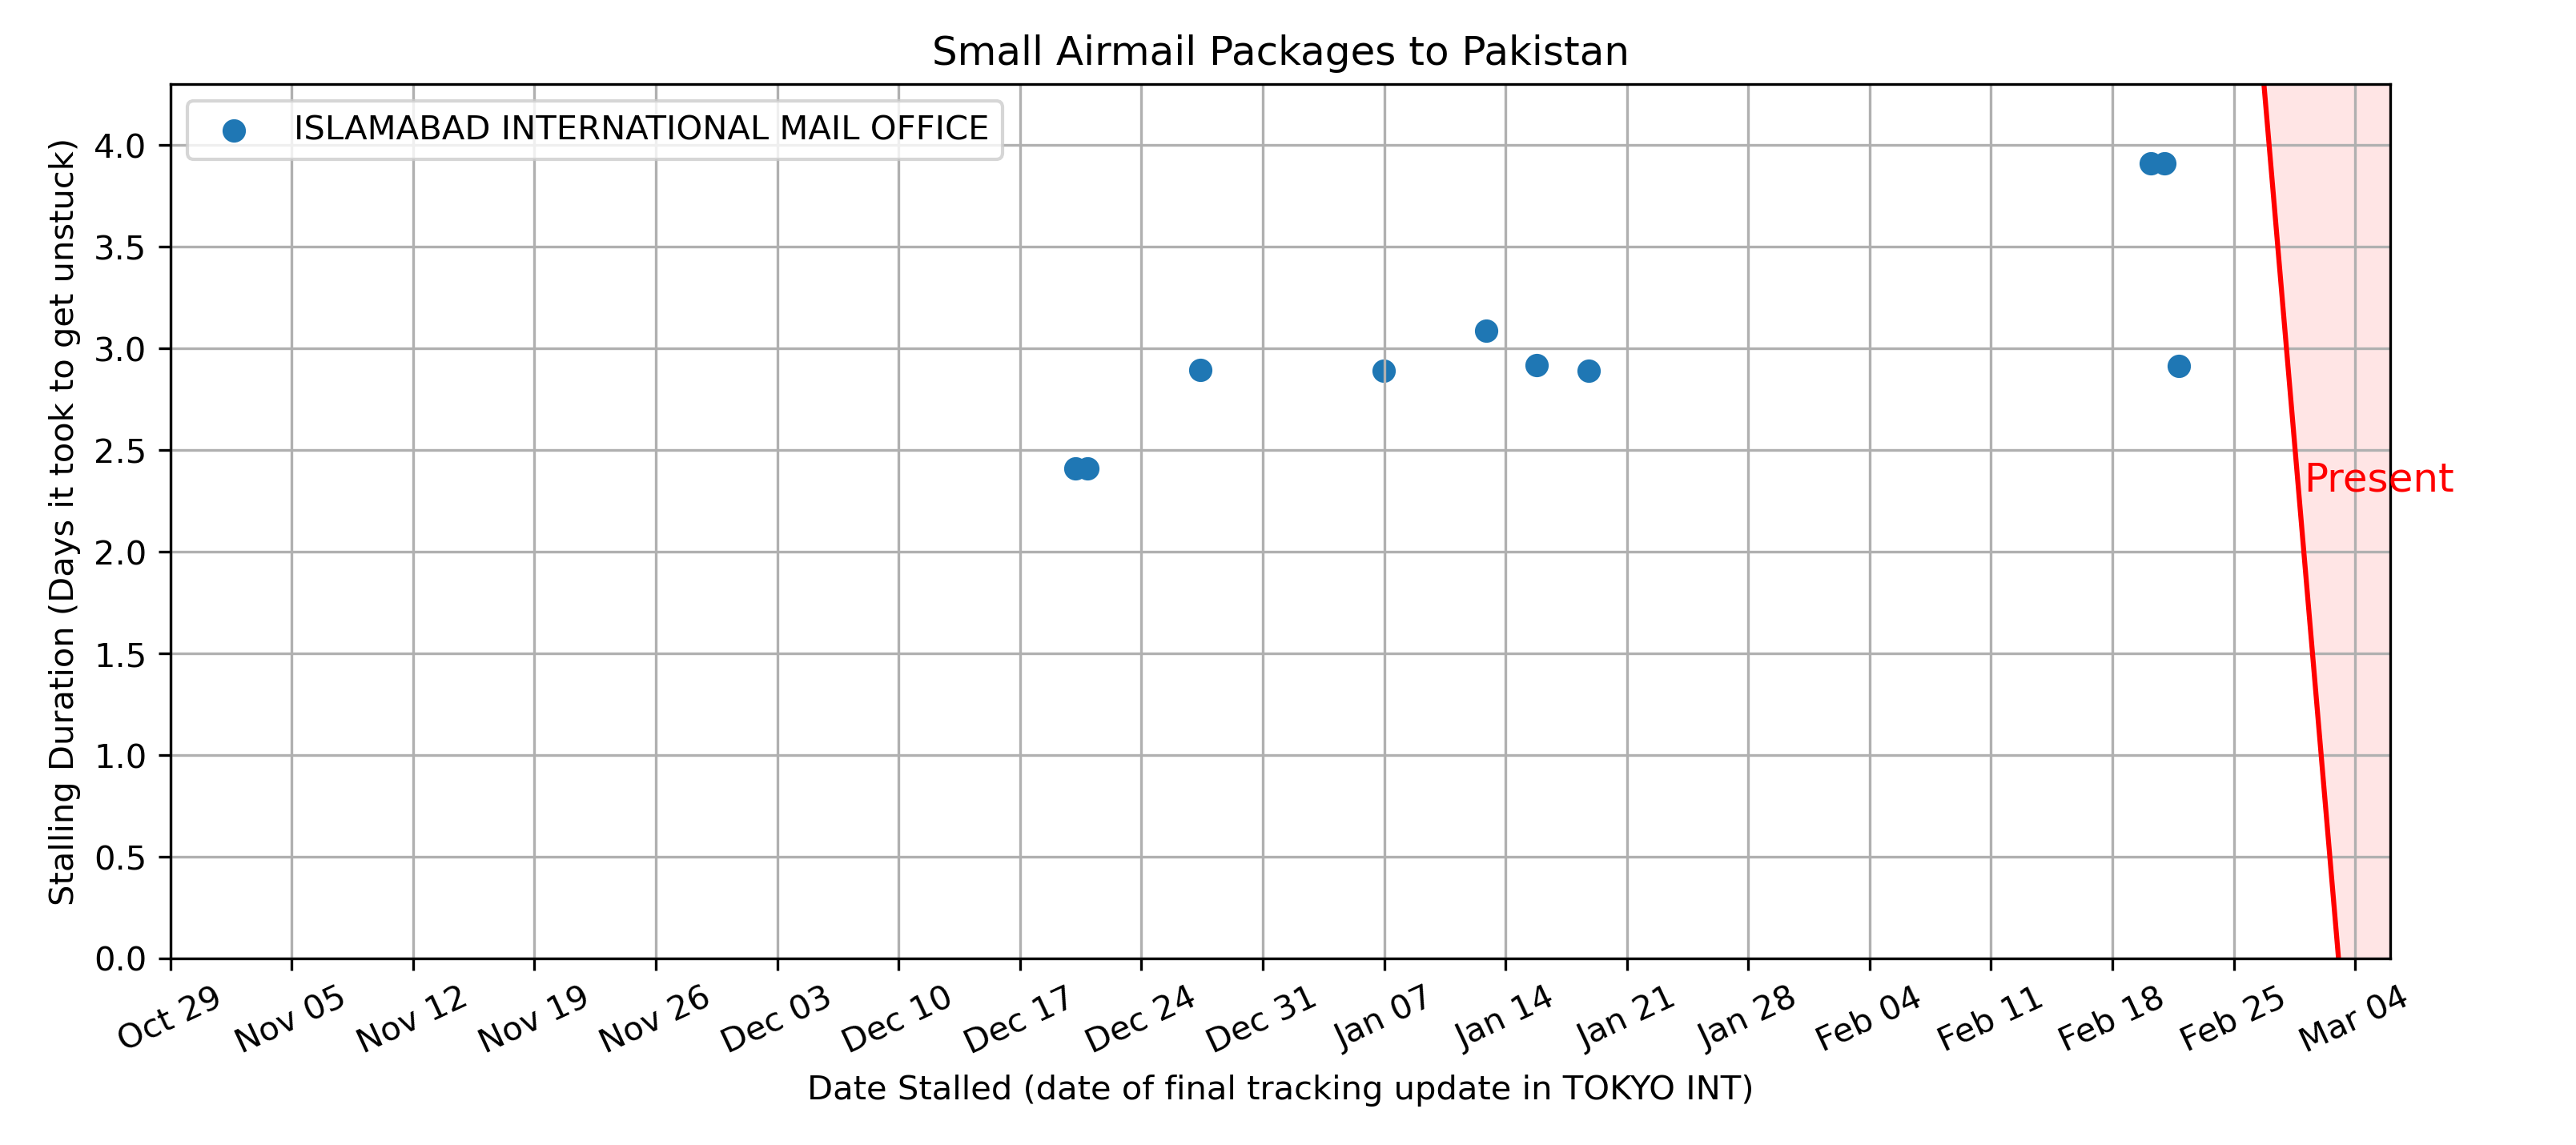 Small Airmail Packages to Pakistan
ISLAMABAD INTERNATIONAL MAIL OFFICE
Stalling Duration (Days it took to get unstuck)
4.0
3.5
3.0
2.5
2.0
1.5
1.0
0.5
0.0
Present
Oct 29 Nov 05 Nov 12 Nov 19 Nov 26 Dec 03 Dec 10 Dec 17 Dec 24 Dec 31 Jan 07 Jan 14 Jan 21 Jan 28 Feb 04 Feb 11 Feb 18 Feb 25 Mar 04
Date Stalled (date of final tracking update in TOKYO INT)